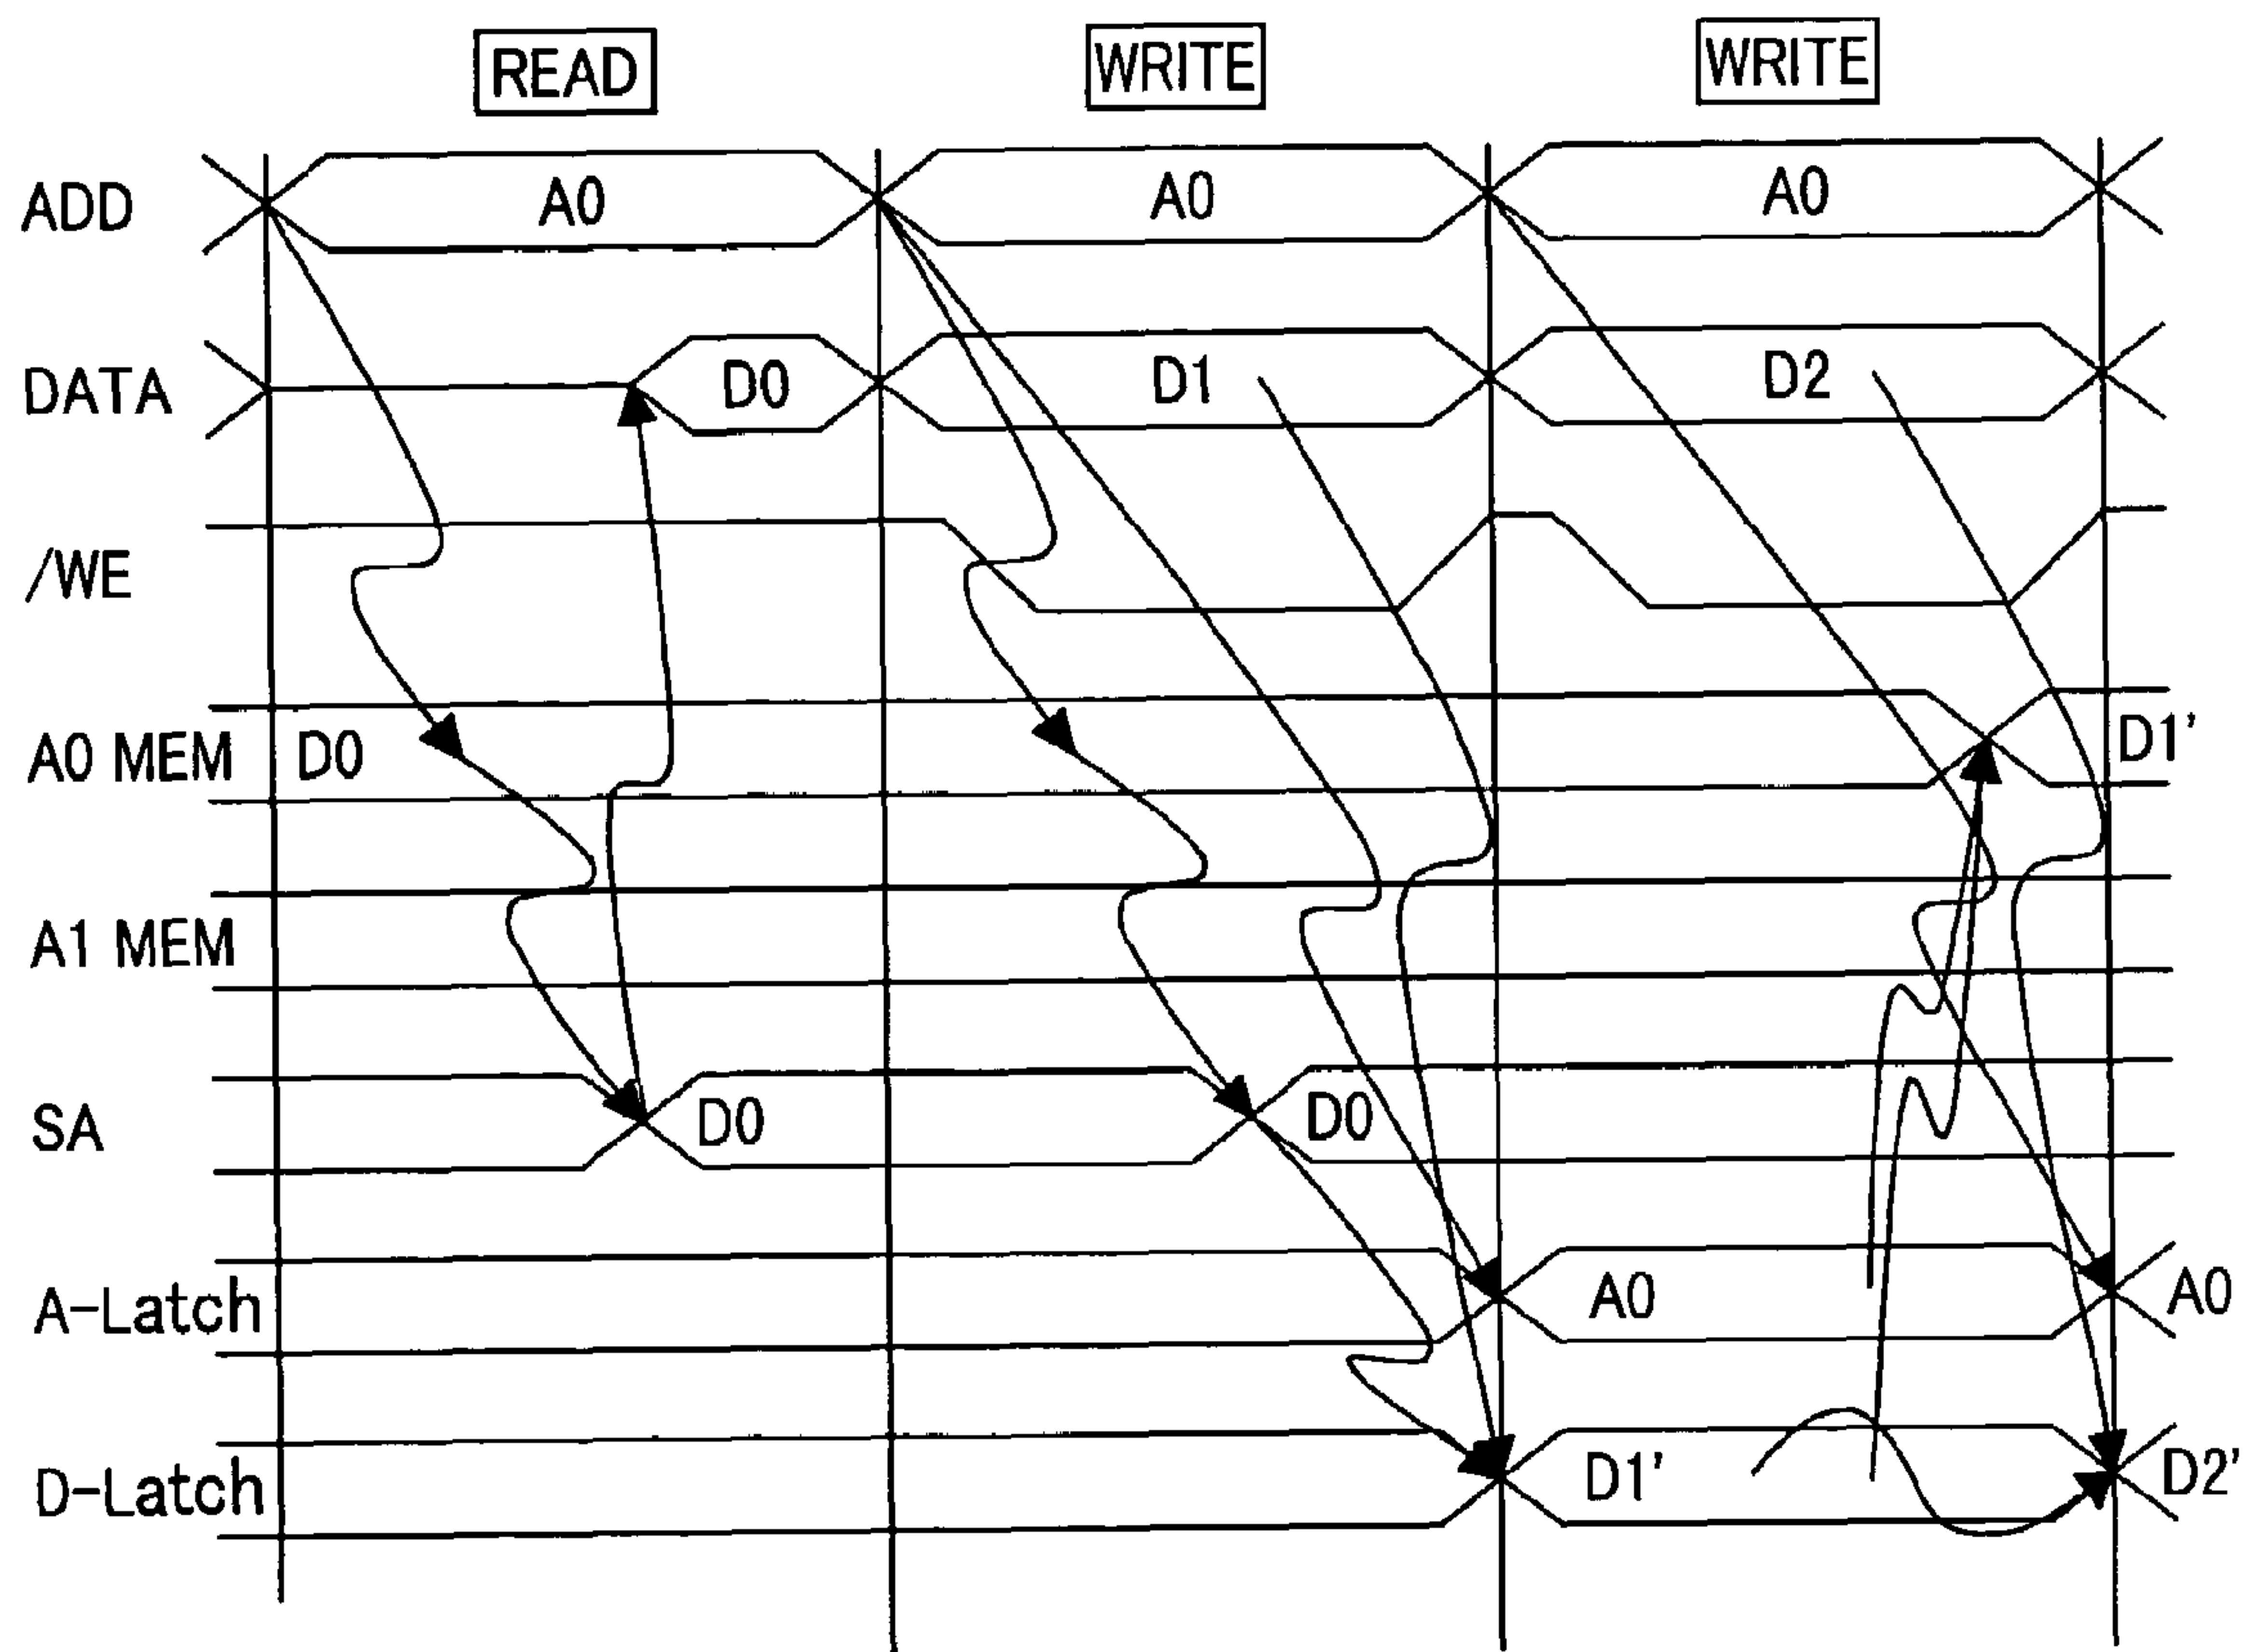 READ WRITE WRITE
ADD A0 A0 A0
DATA D0 D1 D2
/WE
A0 MEM D0 D1'
A1 MEM
SA D0 D0
A-Latch A0 A0
D-Latch D1' D2'